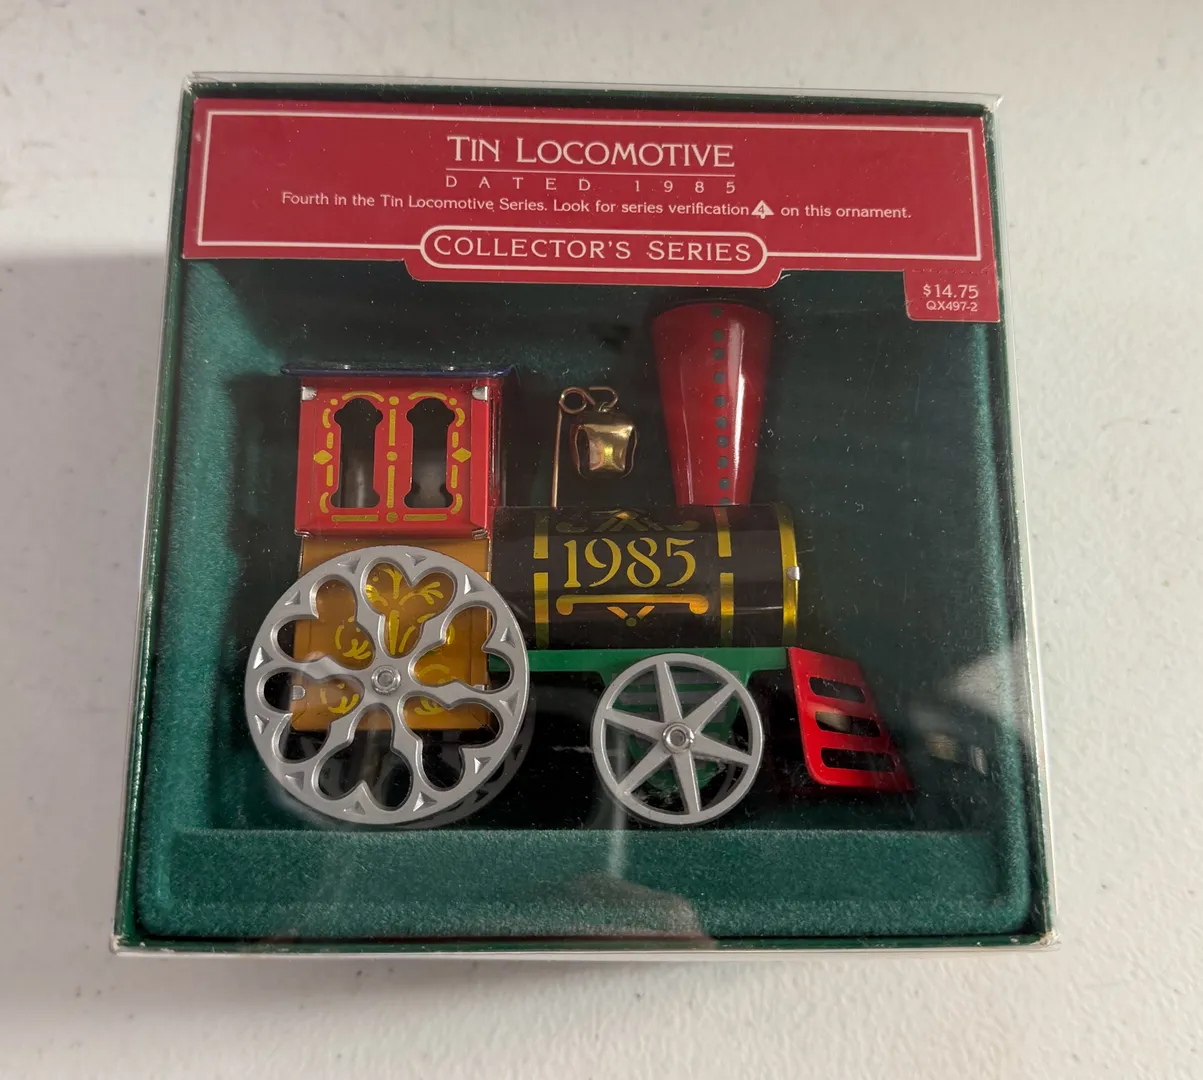 TIN LOCOMOTIVE
DATED 1985
Fourth in the Tin Locomotive Series. Look for series verification 4 on this ornament.
COLLECTOR'S SERIES
$14.75
QX497-2
1985